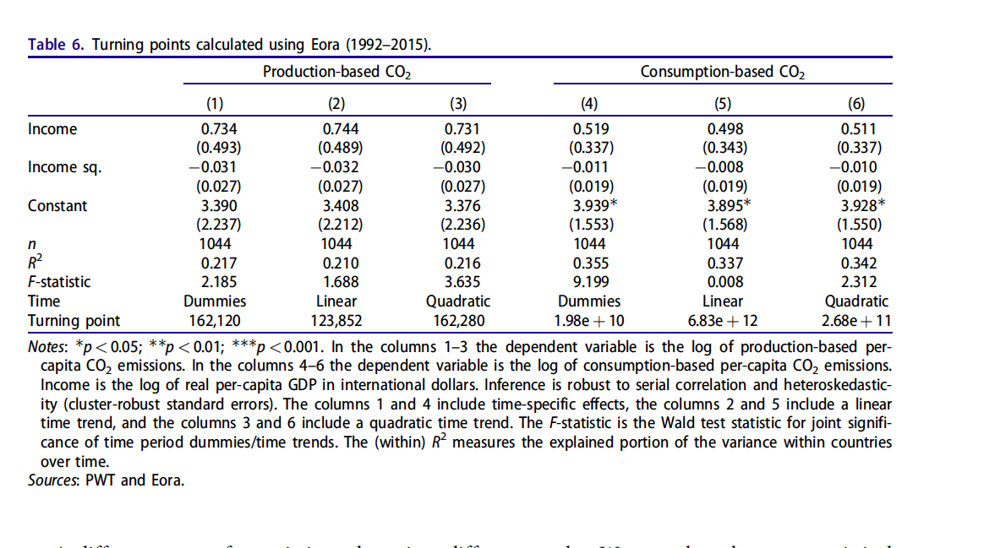 Table 6. Turning points calculated using Eora (1992–2015).
Production-based CO₂ Consumption-based CO₂
(1) (2) (3) (4) (5) (6)
Income 0.734 0.744 0.731 0.519 0.498 0.511
(0.493) (0.489) (0.492) (0.337) (0.343) (0.337)
Income sq. −0.031 −0.032 −0.030 −0.011 −0.008 −0.010
(0.027) (0.027) (0.027) (0.019) (0.019) (0.019)
Constant 3.390 3.408 3.376 3.939* 3.895* 3.928*
(2.237) (2.212) (2.236) (1.553) (1.568) (1.550)
n 1044 1044 1044 1044 1044 1044
R² 0.217 0.210 0.216 0.355 0.337 0.342
F-statistic 2.185 1.688 3.635 9.199 0.008 2.312
Time Dummies Linear Quadratic Dummies Linear Quadratic
Turning point 162,120 123,852 162,280 1.98e + 10 6.83e + 12 2.68e + 11
Notes: *p < 0.05; **p < 0.01; ***p < 0.001. In the columns 1–3 the dependent variable is the log of production-based per-
capita CO₂ emissions. In the columns 4–6 the dependent variable is the log of consumption-based per-capita CO₂ emissions.
Income is the log of real per-capita GDP in international dollars. Inference is robust to serial correlation and heteroskedastic-
ity (cluster-robust standard errors). The columns 1 and 4 include time-specific effects, the columns 2 and 5 include a linear
time trend, and the columns 3 and 6 include a quadratic time trend. The F-statistic is the Wald test statistic for joint signifi-
cance of time period dummies/time trends. The (within) R² measures the explained portion of the variance within countries
over time.
Sources: PWT and Eora.